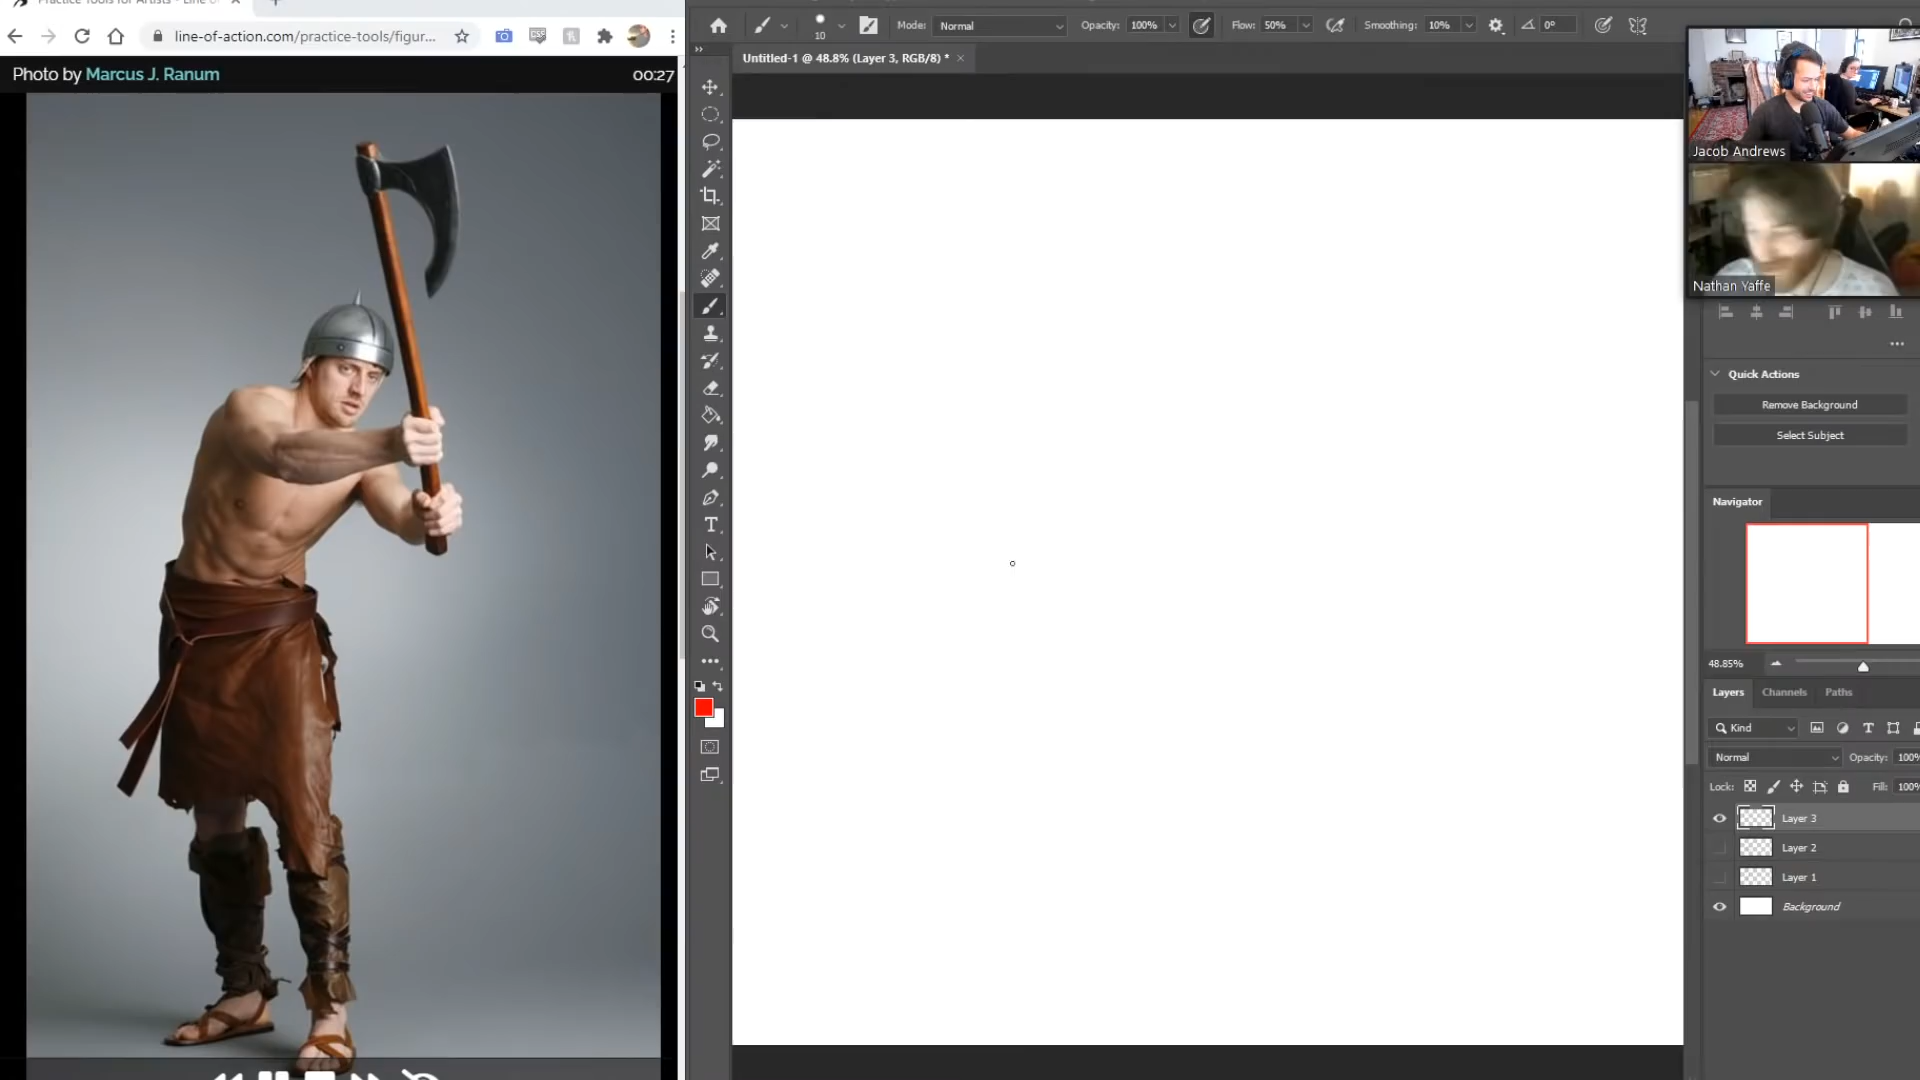 Practice Tools for Artists - Line of
line-of-action.com/practice-tools/figur...
Photo by Marcus J. Ranum
00:27
10
Mode:
Normal
Opacity:
100%
Flow:
50%
Smoothing:
10%
0°
Untitled-1 @ 48.8% (Layer 3, RGB/8) *
Jacob Andrews
Nathan Yaffe
Quick Actions
Remove Background
Select Subject
Navigator
48.85%
Layers
Channels
Paths
Kind
Normal
Opacity:
100%
Lock:
Fill:
100%
Layer 3
Layer 2
Layer 1
Background